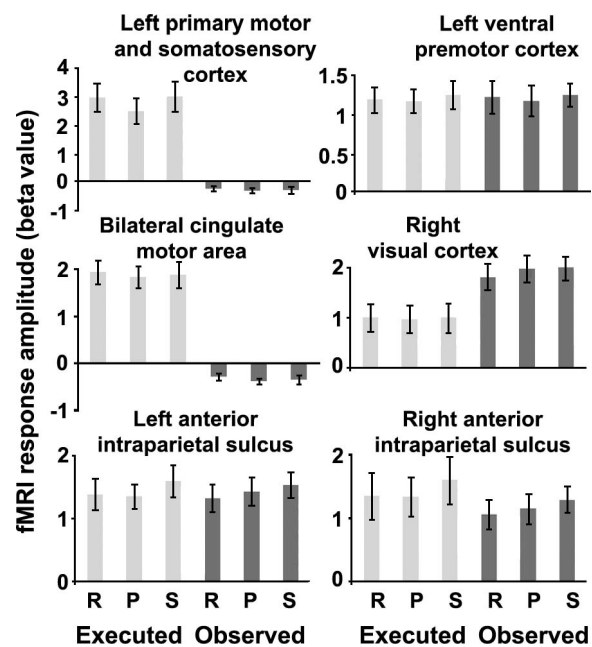 Left primary motor
and somatosensory
cortex
4
3
2
1
0
-1
Left ventral
premotor cortex
1.5
1
1.5
0
fMRI response amplitude (beta value)
Bilateral cingulate
motor area
2
1
0
-1
Right
visual cortex
2
1
0
Left anterior
intraparietal sulcus
2
1
0
R P S R P S
Executed Observed
Right anterior
intraparietal sulcus
2
1
0
R P S R P S
Executed Observed